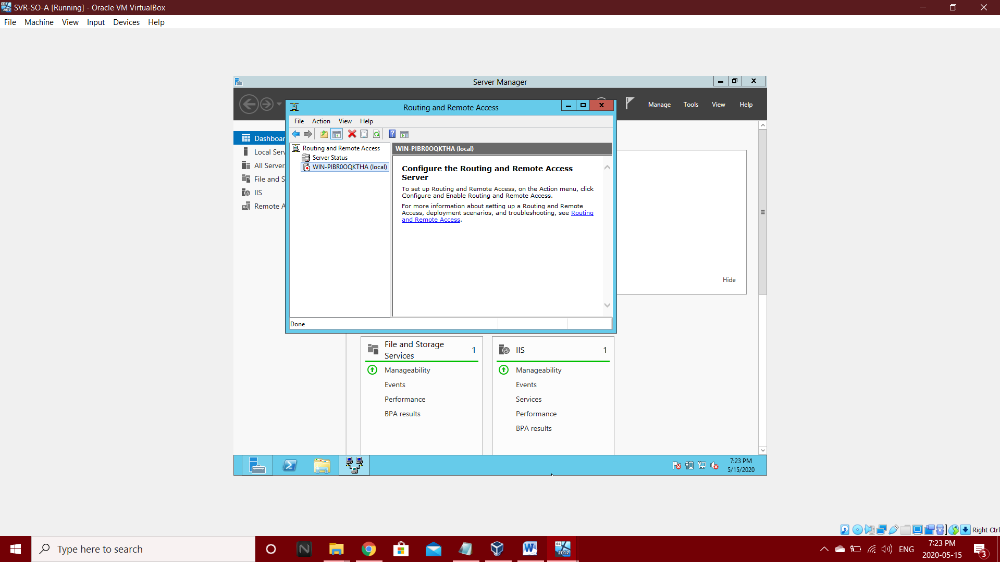 SVR-SO-A [Running] - Oracle VM VirtualBox
File Machine View Input Devices Help
Server Manager
Manage Tools View Help
Routing and Remote Access
File Action View Help
Routing and Remote Access
Server Status
WIN-PIBR0OQKTHA (local)
WIN-PIBR0OQKTHA (local)
Configure the Routing and Remote Access
Server
To set up Routing and Remote Access, on the Action menu, click
Configure and Enable Routing and Remote Access.
For more information about setting up a Routing and Remote
Access, deployment scenarios, and troubleshooting, see Routing
and Remote Access.
Done
Dashboar
Local Serv
All Server
File and S
IIS
Remote A
Hide
File and Storage
Services
1
Manageability
Events
Performance
BPA results
IIS 1
Manageability
Events
Services
Performance
BPA results
7:23 PM
5/15/2020
Right Ctrl
Type here to search
64
2012
ENG
7:23 PM
2020-05-15
3